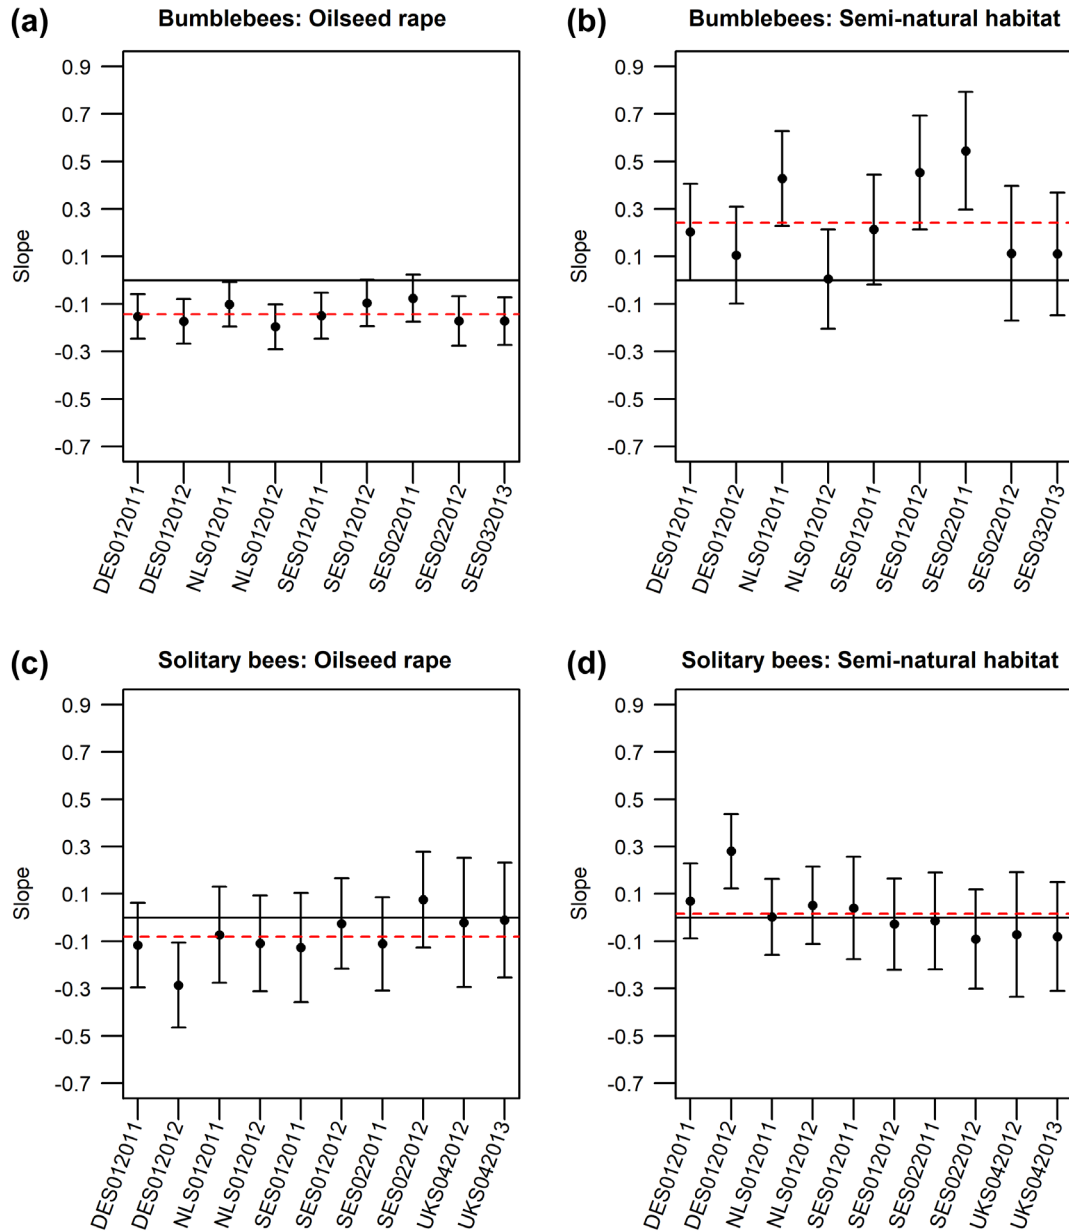 (a) Bumblebees: Oilseed rape
0.9
0.7
0.5
0.3
0.1
-0.1
-0.3
-0.5
-0.7
Slope
DES012011
DES012012
NLS012011
NLS012012
SES012011
SES012012
SES022011
SES022012
SES032013
(b) Bumblebees: Semi-natural habitat
0.9
0.7
0.5
0.3
0.1
-0.1
-0.3
-0.5
-0.7
Slope
DES012011
DES012012
NLS012011
NLS012012
SES012011
SES012012
SES022011
SES022012
SES032013
(c) Solitary bees: Oilseed rape
0.9
0.7
0.5
0.3
0.1
-0.1
-0.3
-0.5
-0.7
Slope
DES012011
DES012012
NLS012011
NLS012012
SES012011
SES012012
SES022011
SES022012
UKS042012
UKS042013
(d) Solitary bees: Semi-natural habitat
0.9
0.7
0.5
0.3
0.1
-0.1
-0.3
-0.5
-0.7
Slope
DES012011
DES012012
NLS012011
NLS012012
SES012011
SES012012
SES022011
SES022012
UKS042012
UKS042013